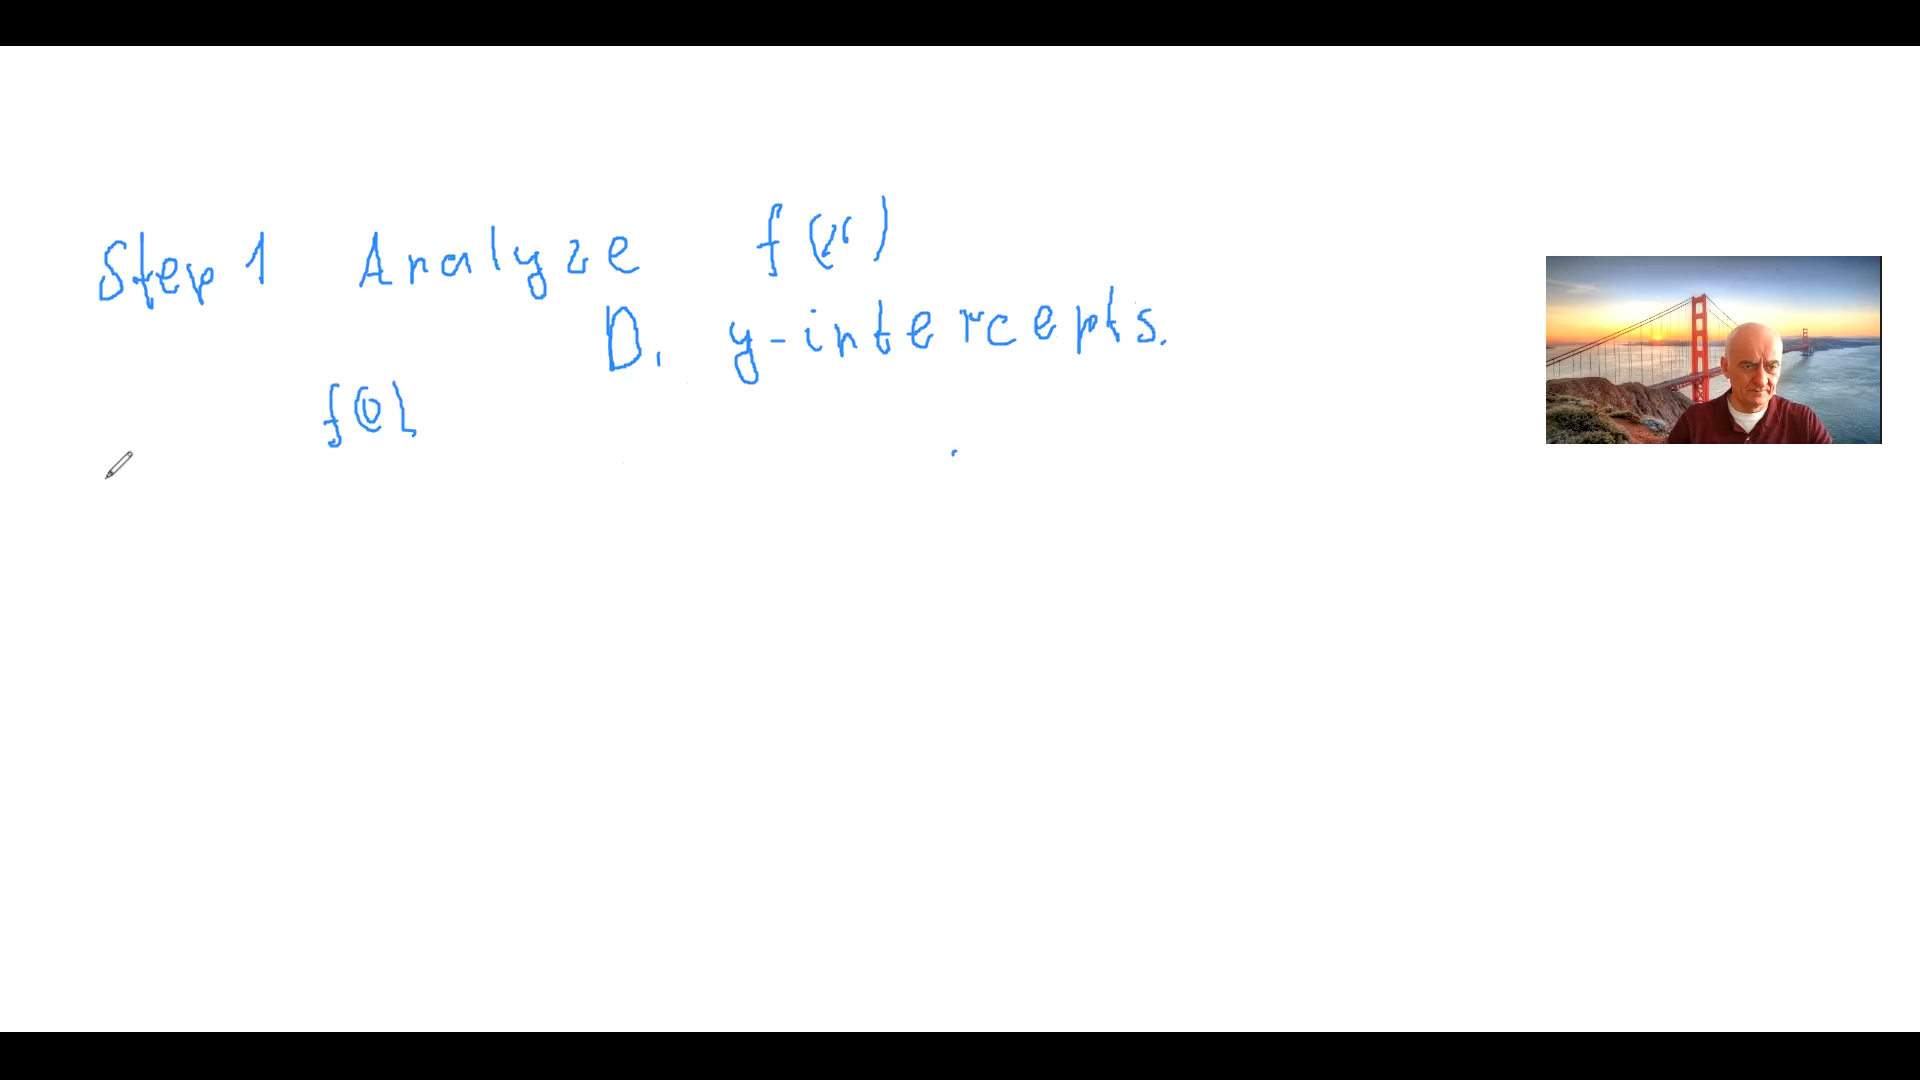 Step 1 Analyze f(x)
D. y-intercepts.
f(0)